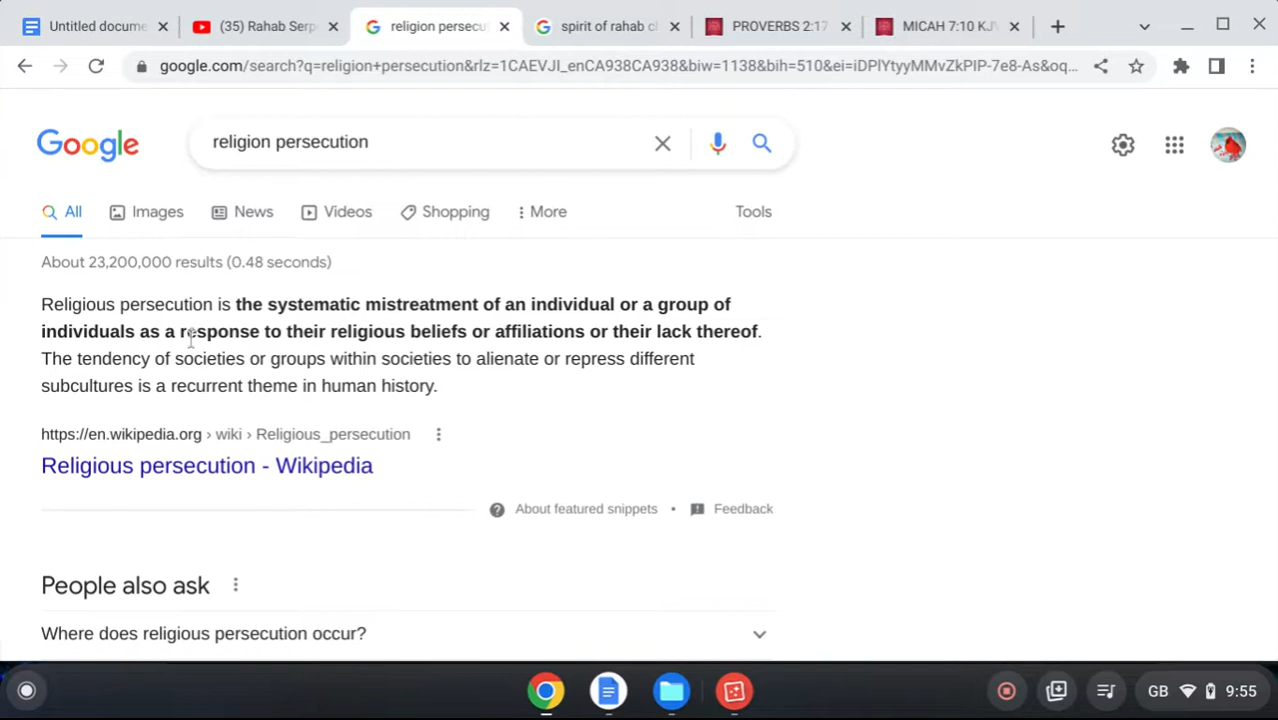 Untitled docume
(35) Rahab Serpe
religion persecu
spirit of rahab ch
PROVERBS 2:17
MICAH 7:10 KJV
google.com/search?q=religion+persecution&rlz=1CAEVJI_enCA938CA938&biw=1138&bih=510&ei=iDPlYtyyMMvZkPIP-7e8-As&oq...
Google
religion persecution
All
Images
News
Videos
Shopping
More
Tools
About 23,200,000 results (0.48 seconds)
Religious persecution is the systematic mistreatment of an individual or a group of
individuals as a response to their religious beliefs or affiliations or their lack thereof.
The tendency of societies or groups within societies to alienate or repress different
subcultures is a recurrent theme in human history.
https://en.wikipedia.org › wiki › Religious_persecution
Religious persecution - Wikipedia
About featured snippets • Feedback
People also ask
Where does religious persecution occur?
GB 9:55